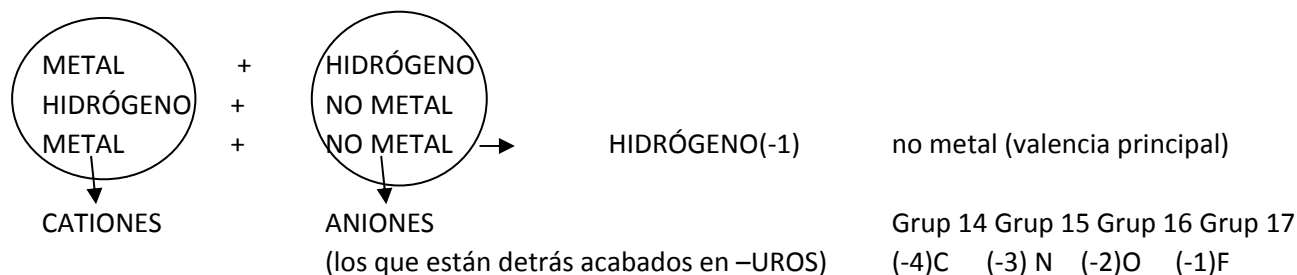 METAL + HIDRÓGENO
HIDRÓGENO + NO METAL
METAL + NO METAL HIDRÓGENO(-1) no metal (valencia principal)
CATIONES ANIONES Grup 14 Grup 15 Grup 16 Grup 17
(los que están detrás acabados en –UROS) (-4)C (-3) N (-2)O (-1)F